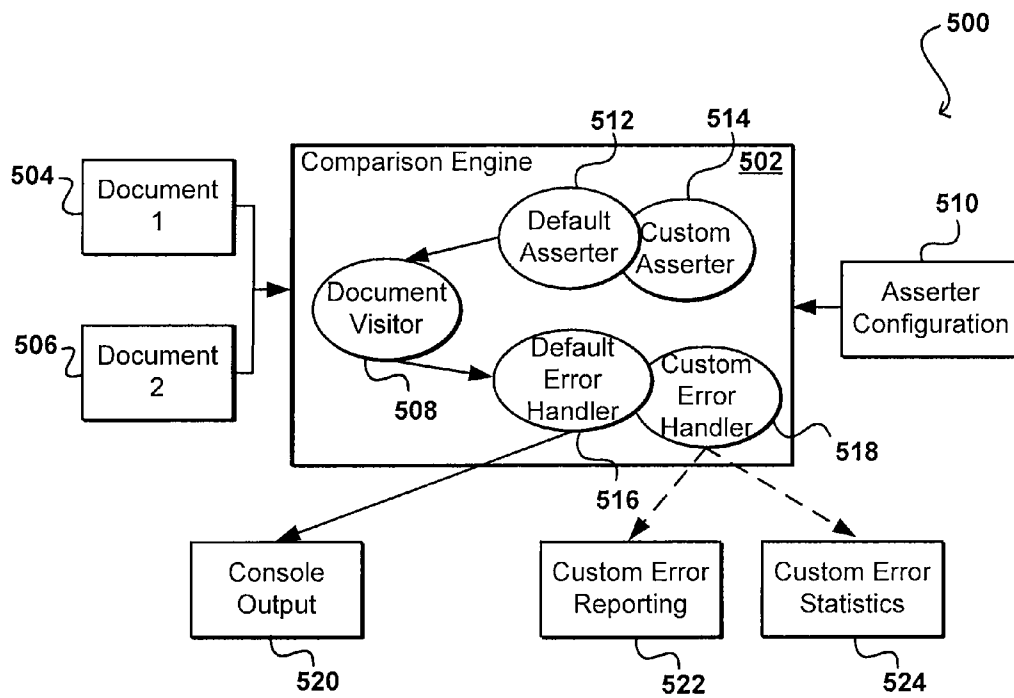 500
512
514
Comparison Engine
502
504
Document
1
Default
Asserter
Custom
Asserter
510
Document
Visitor
Asserter
Configuration
506
Document
2
508
Default
Error
Handler
Custom
Error
Handler
518
516
Console
Output
Custom Error
Reporting
Custom Error
Statistics
520
522
524